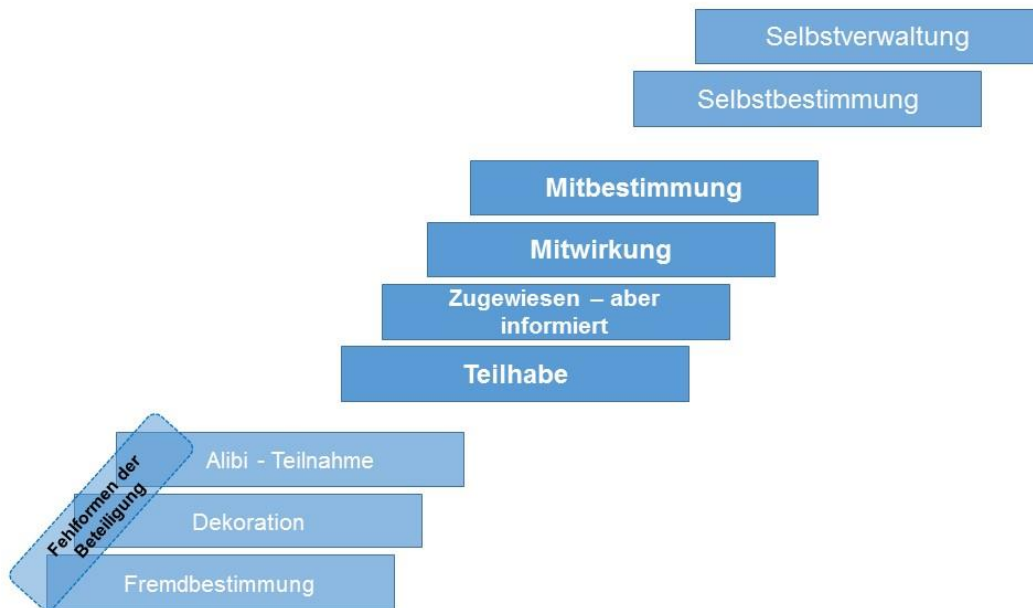 Selbstverwaltung
Selbstbestimmung
Mitbestimmung
Mitwirkung
Zugewiesen – aber
informiert
Teilhabe
Alibi - Teilnahme
Dekoration
Fremdbestimmung
Fehlformen der
Beteiligung